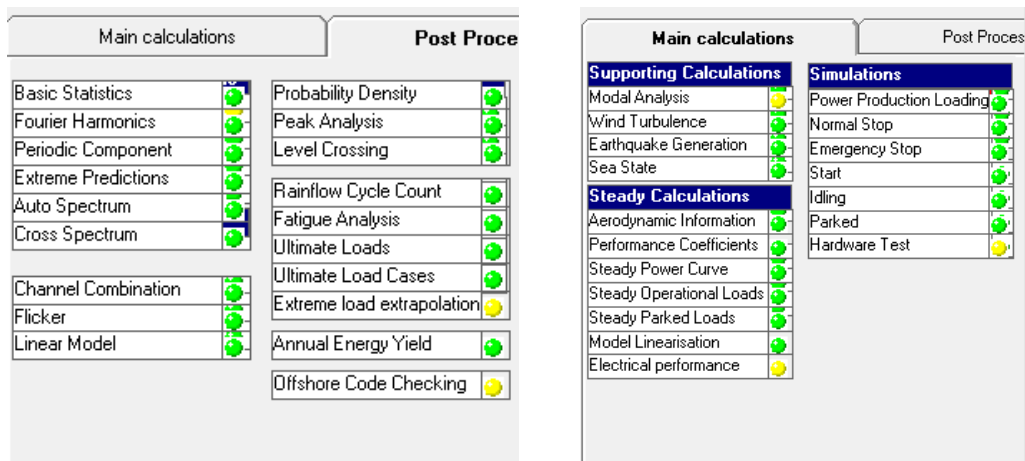 Main calculations
Post Proce
Basic Statistics
Fourier Harmonics
Periodic Component
Extreme Predictions
Auto Spectrum
Cross Spectrum
Channel Combination
Flicker
Linear Model
Probability Density
Peak Analysis
Level Crossing
Rainflow Cycle Count
Fatigue Analysis
Ultimate Loads
Ultimate Load Cases
Extreme load extrapolation
Annual Energy Yield
Offshore Code Checking
Main calculations
Post Proces
Supporting Calculations
Modal Analysis
Wind Turbulence
Earthquake Generation
Sea State
Steady Calculations
Aerodynamic Information
Performance Coefficients
Steady Power Curve
Steady Operational Loads
Steady Parked Loads
Model Linearisation
Electrical performance
Simulations
Power Production Loading
Normal Stop
Emergency Stop
Start
Idling
Parked
Hardware Test